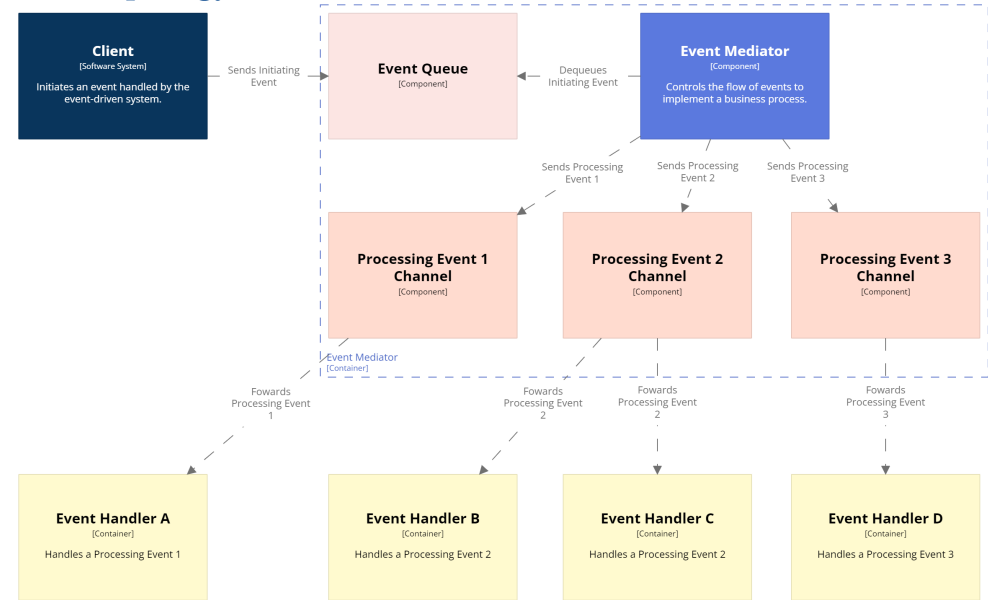 Client
[Software System]
Initiates an event handled by the
event-driven system.
Sends Initiating
Event
Event Queue
[Component]
Dequeues
Initiating Event
Event Mediator
[Component]
Controls the flow of events to
implement a business process.
Sends Processing
Event 1
Sends Processing
Event 2
Sends Processing
Event 3
Processing Event 1
Channel
[Component]
Processing Event 2
Channel
[Component]
Processing Event 3
Channel
[Component]
Event Mediator
[Container]
Fowards
Processing Event
1
Fowards
Processing Event
2
Fowards
Processing Event
2
Fowards
Processing Event
3
Event Handler A
[Container]
Handles a Processing Event 1
Event Handler B
[Container]
Handles a Processing Event 2
Event Handler C
[Container]
Handles a Processing Event 2
Event Handler D
[Container]
Handles a Processing Event 3